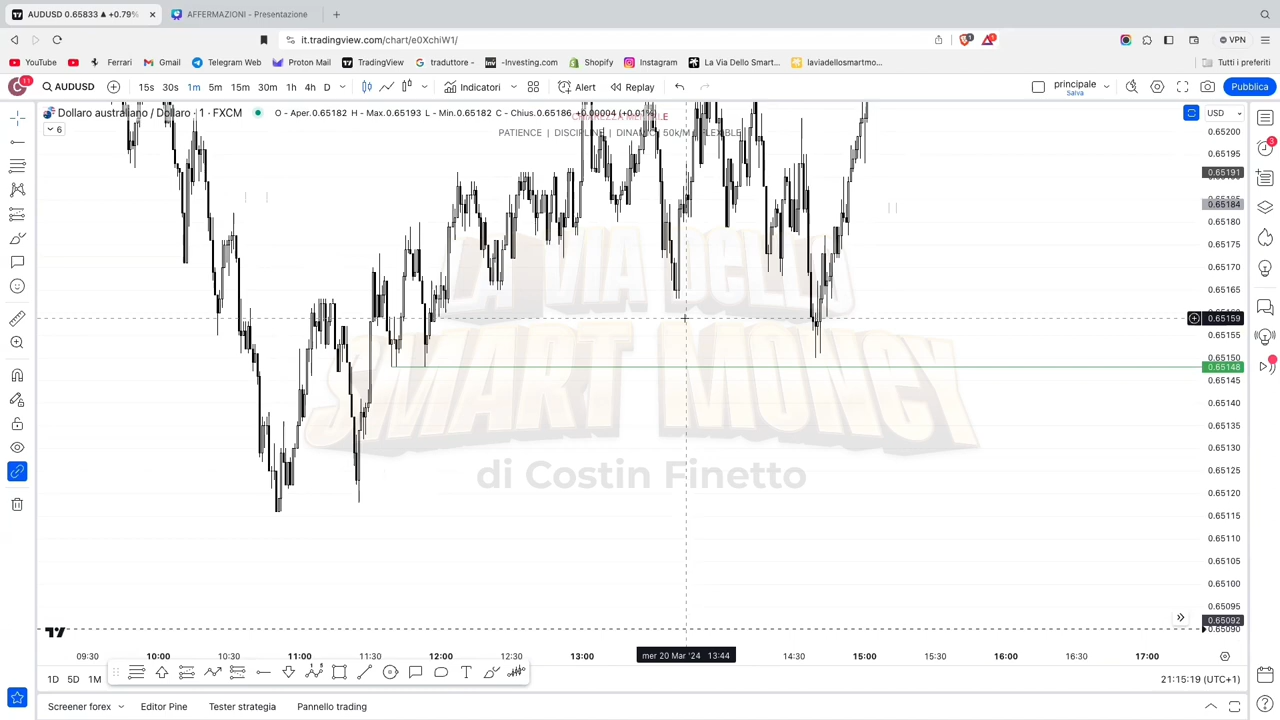 AUDUSD 0.65833 ▲ +0.79%
AFFERMAZIONI - Presentazione
it.tradingview.com/chart/e0XchiW1/
VPN
YouTube
Ferrari
Gmail
Telegram Web
Proton Mail
TradingView
traduttore -
-Investing.com
Shopify
Instagram
La Via Dello Smart...
laviadellosmartmo...
Tutti i preferiti
11
AUDUSD
15s 30s 1m 5m 15m 30m 1h 4h D
Indicatori
Alert
Replay
principale
Salva
Pubblica
Dollaro australiano / Dollaro · 1 · FXCM
O - Aper.0.65182 H - Max.0.65193 L - Min.0.65182 C - Chius.0.65186 +0.00004 (+0.01%)
6
PATIENCE | DISCIPLINE | DINAMIC 50k/M | FLEXIBLE
USD
0.65200
0.65195
0.65191
0.65184
0.65180
0.65175
0.65170
0.65165
0.65159
0.65155
0.65150
0.65148
0.65145
0.65140
0.65135
0.65130
0.65125
0.65120
0.65115
0.65110
0.65105
0.65100
0.65095
0.65092
0.65090
LA VIA DELLO
SMART MONEY
di Costin Finetto
09:30 10:00 10:30 11:00 11:30 12:00 12:30 13:00 mer 20 Mar '24 13:44 14:30 15:00 15:30 16:00 16:30 17:00
1D 5D 1M
21:15:19 (UTC+1)
Screener forex
Editor Pine
Tester strategia
Pannello trading